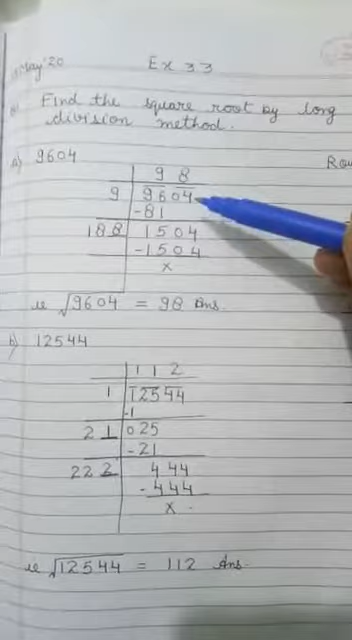 May'20
Ex 33
Find the square root by long
division method.
a) 9604
9 8
9 9604
-81
188 1504
-1504
x
ie √9604 = 98 Ans.
b) 12544
1 1 2
1 12544
-1
21 025
-21
222 444
-444
x
ie √12544 = 112 Ans.